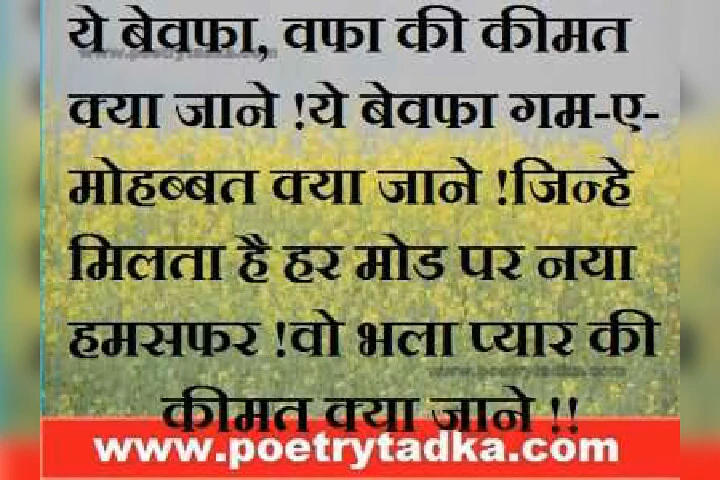 ये बेवफा, वफा की कीमत
क्या जाने !ये बेवफा गम-ए-
मोहब्बत क्या जाने !जिन्हे
मिलता है हर मोड पर नया
हमसफर !वो भला प्यार की
कीमत क्या जाने !!
www.poetrytadka.com